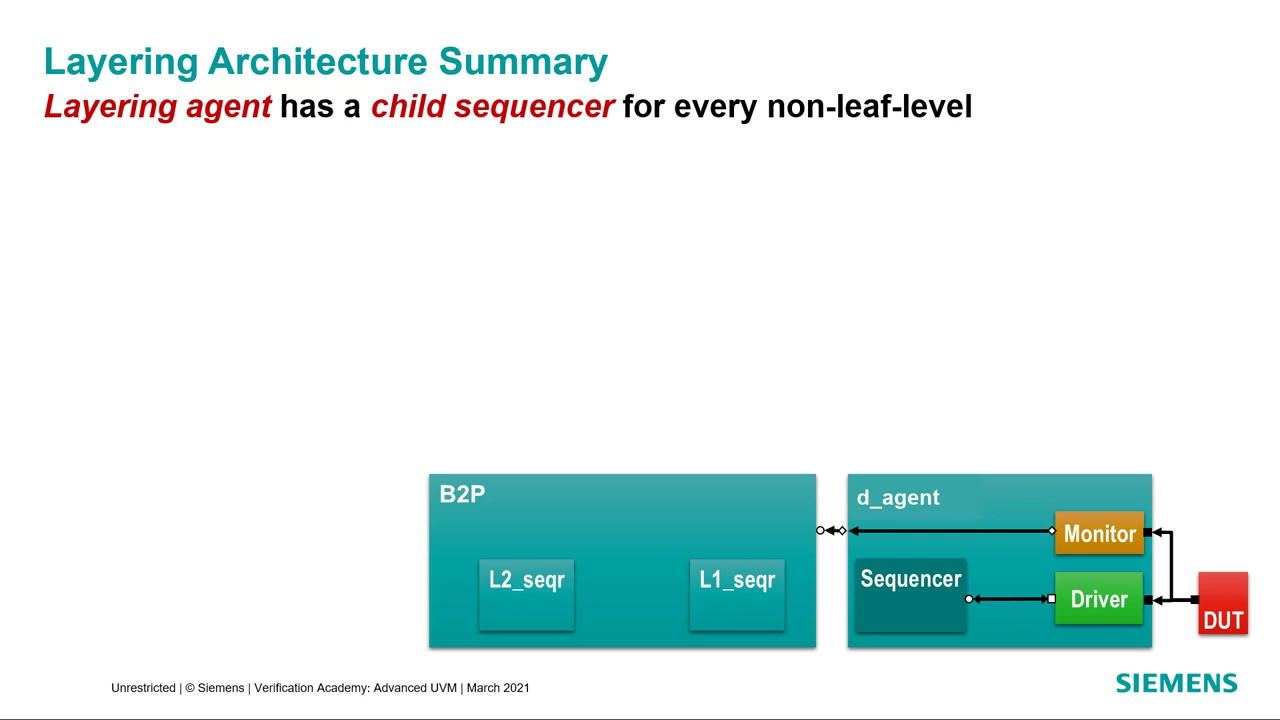 Layering Architecture Summary
Layering agent has a child sequencer for every non-leaf-level
B2P
d_agent
Monitor
L2_seqr
L1_seqr
Sequencer
Driver
DUT
Unrestricted | © Siemens | Verification Academy: Advanced UVM | March 2021
SIEMENS